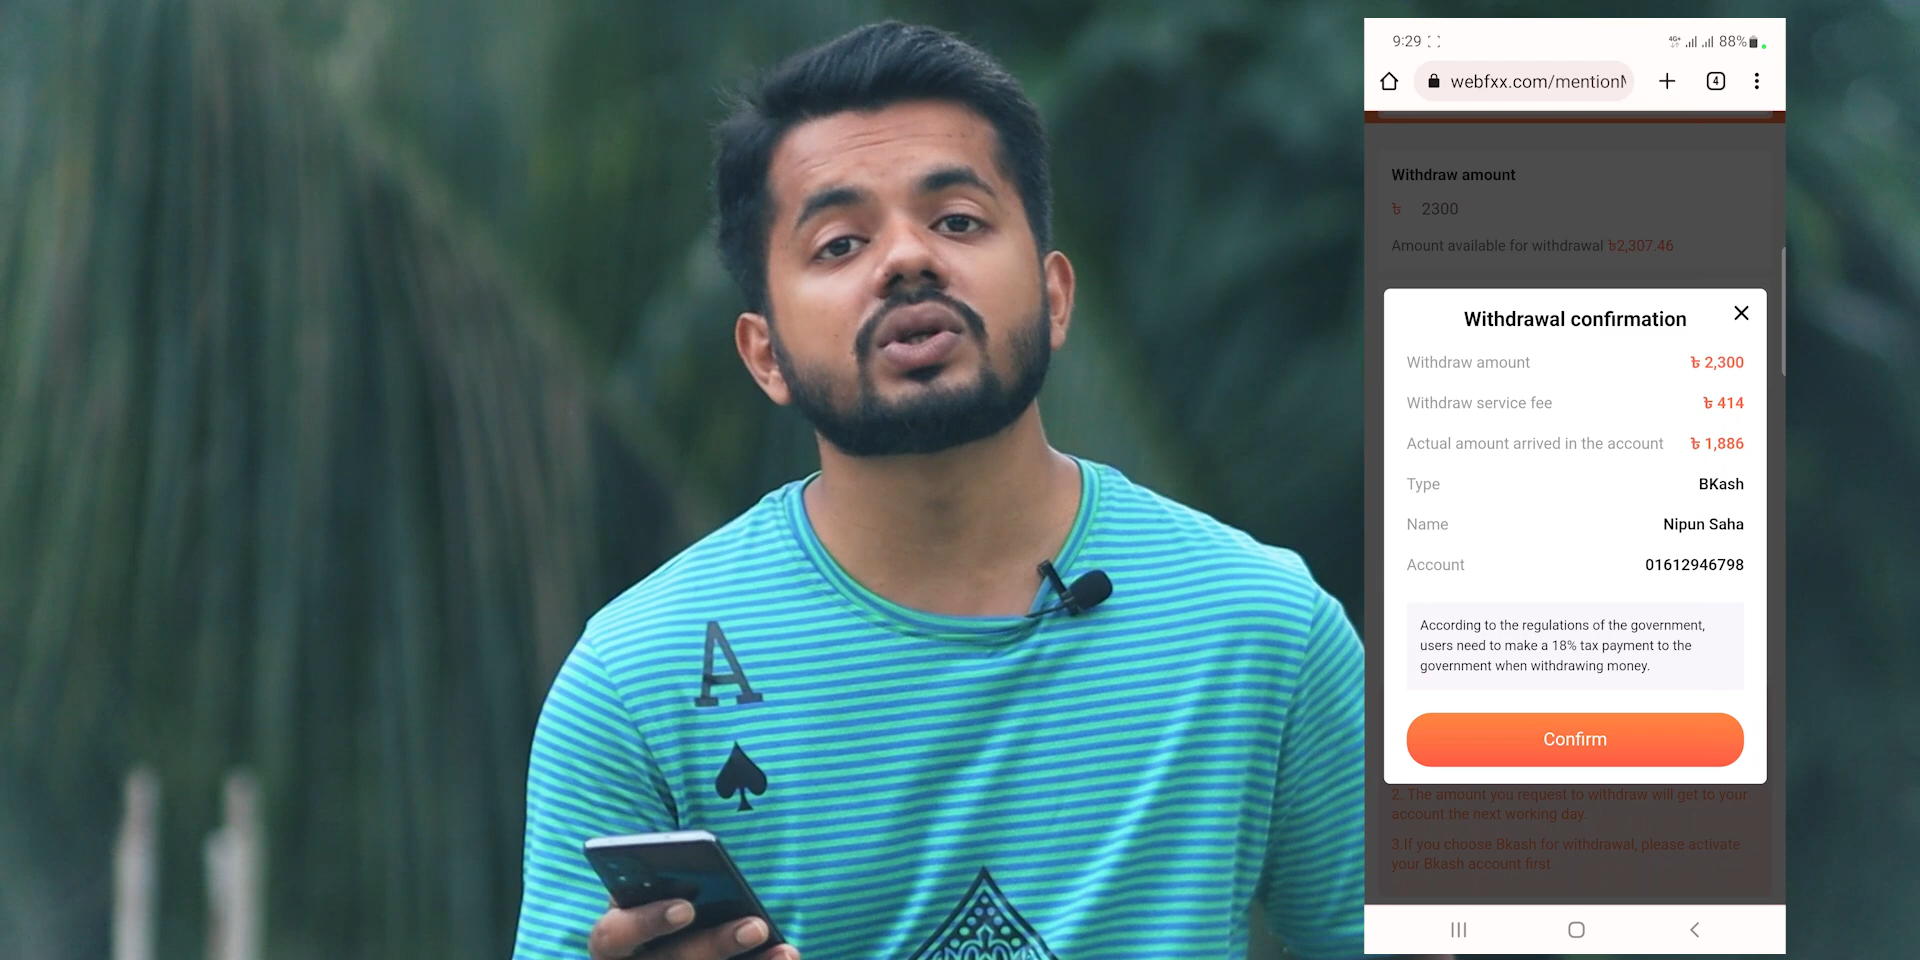 A
9:29
4G+
88%
webfxx.com/mention
4
Withdraw amount
৳ 2300
Amount available for withdrawal ৳2,307.46
Withdrawal confirmation
Withdraw amount ৳ 2,300
Withdraw service fee ৳ 414
Actual amount arrived in the account ৳ 1,886
Type BKash
Name Nipun Saha
Account 01612946798
According to the regulations of the government,
users need to make a 18% tax payment to the
government when withdrawing money.
Confirm
2. The amount you request to withdraw will get to your
account the next working day.
3.If you choose Bkash for withdrawal, please activate
your Bkash account first